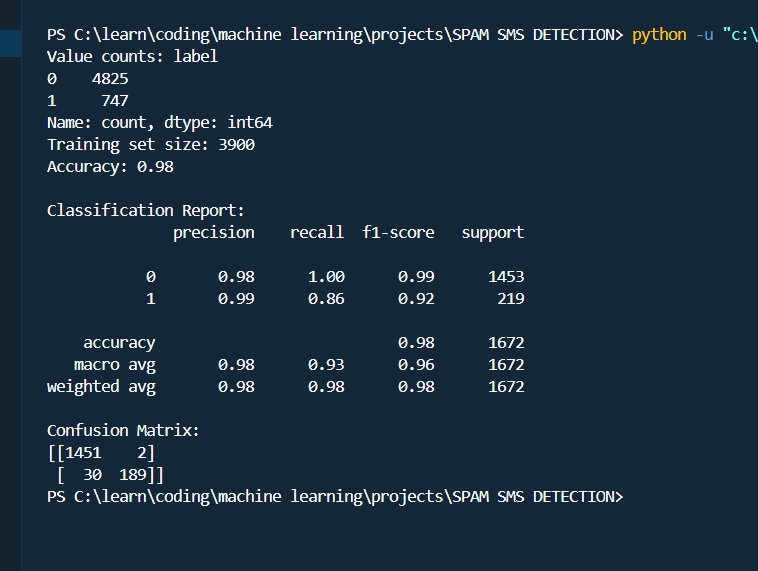 PS C:\learn\coding\machine learning\projects\SPAM SMS DETECTION> python -u "c:\
Value counts: label
0    4825
1     747
Name: count, dtype: int64
Training set size: 3900
Accuracy: 0.98
Classification Report:
              precision    recall  f1-score   support
           0       0.98      1.00      0.99      1453
           1       0.99      0.86      0.92       219
    accuracy                           0.98      1672
   macro avg       0.98      0.93      0.96      1672
weighted avg       0.98      0.98      0.98      1672
Confusion Matrix:
[[1451    2]
 [  30  189]]
PS C:\learn\coding\machine learning\projects\SPAM SMS DETECTION>